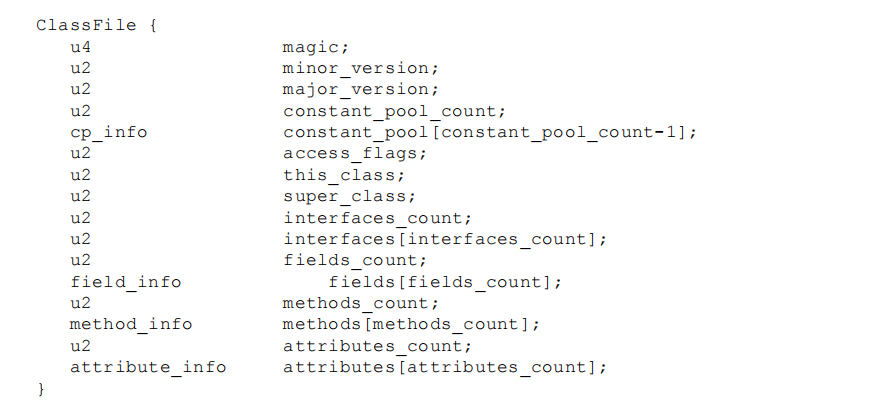 ClassFile {
u4 magic;
u2 minor_version;
u2 major_version;
u2 constant_pool_count;
cp_info constant_pool[constant_pool_count-1];
u2 access_flags;
u2 this_class;
u2 super_class;
u2 interfaces_count;
u2 interfaces[interfaces_count];
u2 fields_count;
field_info fields[fields_count];
u2 methods_count;
method_info methods[methods_count];
u2 attributes_count;
attribute_info attributes[attributes_count];
}